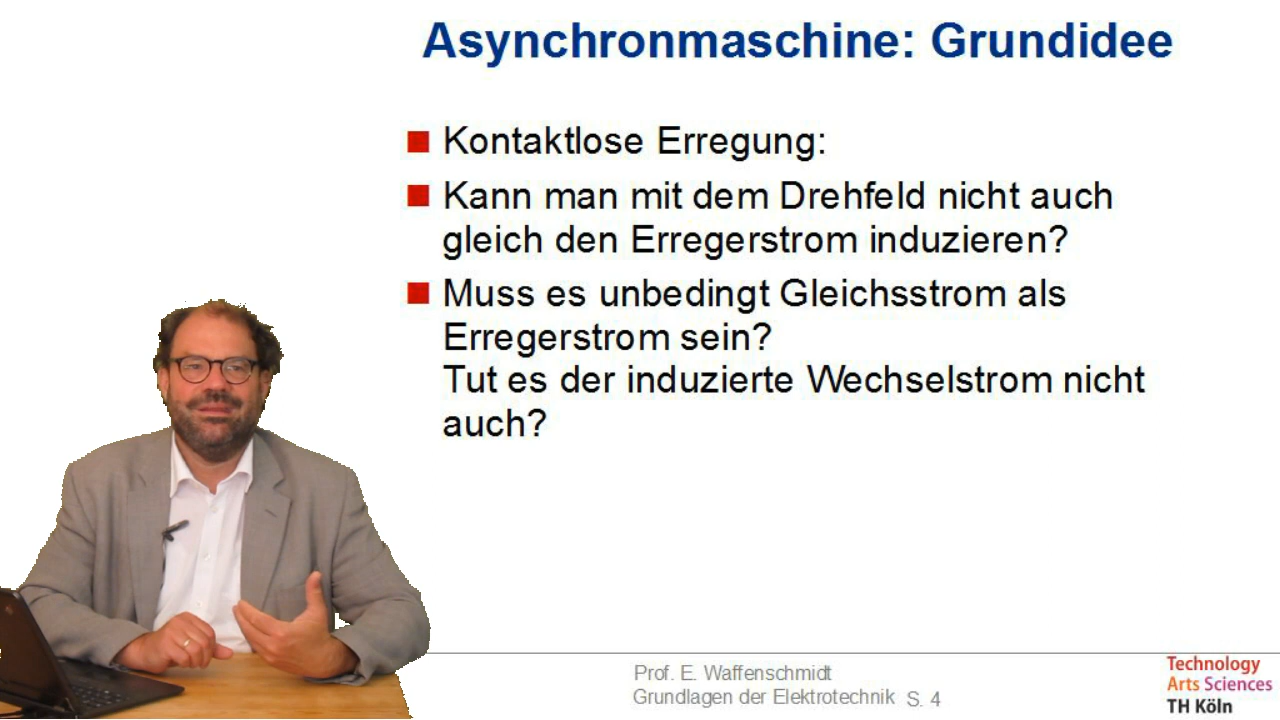 Asynchronmaschine: Grundidee
Kontaktlose Erregung:
Kann man mit dem Drehfeld nicht auch
gleich den Erregerstrom induzieren?
Muss es unbedingt Gleichsstrom als
Erregerstrom sein?
Tut es der induzierte Wechselstrom nicht
auch?
Prof. E. Waffenschmidt
Grundlagen der Elektrotechnik S. 4
Technology
Arts Sciences
TH Köln